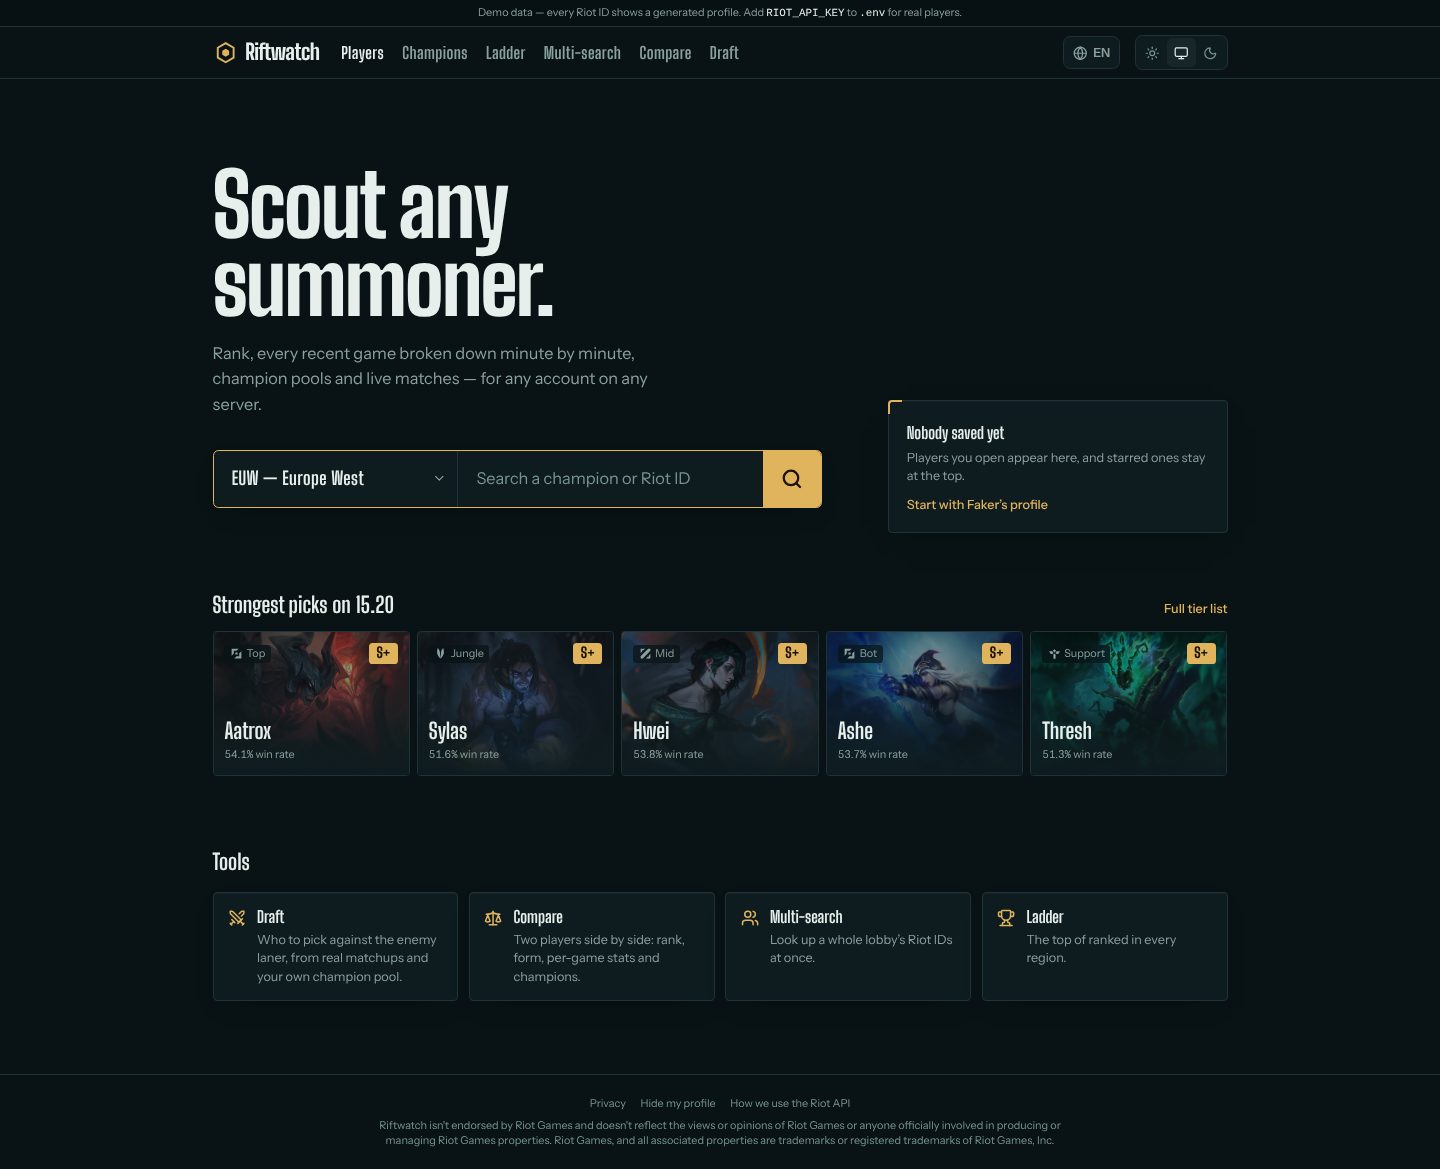 Demo data — every Riot ID shows a generated profile. Add RIOT_API_KEY to .env for real players.
Riftwatch Players Champions Ladder Multi-search Compare Draft EN
Scout any
summoner.
Rank, every recent game broken down minute by minute,
champion pools and live matches — for any account on any
server.
EUW — Europe West Search a champion or Riot ID
Nobody saved yet
Players you open appear here, and starred ones stay
at the top.
Start with Faker’s profile
Strongest picks on 15.20 Full tier list
Top S+
Aatrox
54.1% win rate
Jungle S+
Sylas
51.6% win rate
Mid S+
Hwei
53.8% win rate
Bot S+
Ashe
53.7% win rate
Support S+
Thresh
51.3% win rate
Tools
Draft
Who to pick against the enemy
laner, from real matchups and
your own champion pool.
Compare
Two players side by side: rank,
form, per-game stats and
champions.
Multi-search
Look up a whole lobby’s Riot IDs
at once.
Ladder
The top of ranked in every
region.
Privacy Hide my profile How we use the Riot API
Riftwatch isn’t endorsed by Riot Games and doesn’t reflect the views or opinions of Riot Games or anyone officially involved in producing or
managing Riot Games properties. Riot Games, and all associated properties are trademarks or registered trademarks of Riot Games, Inc.